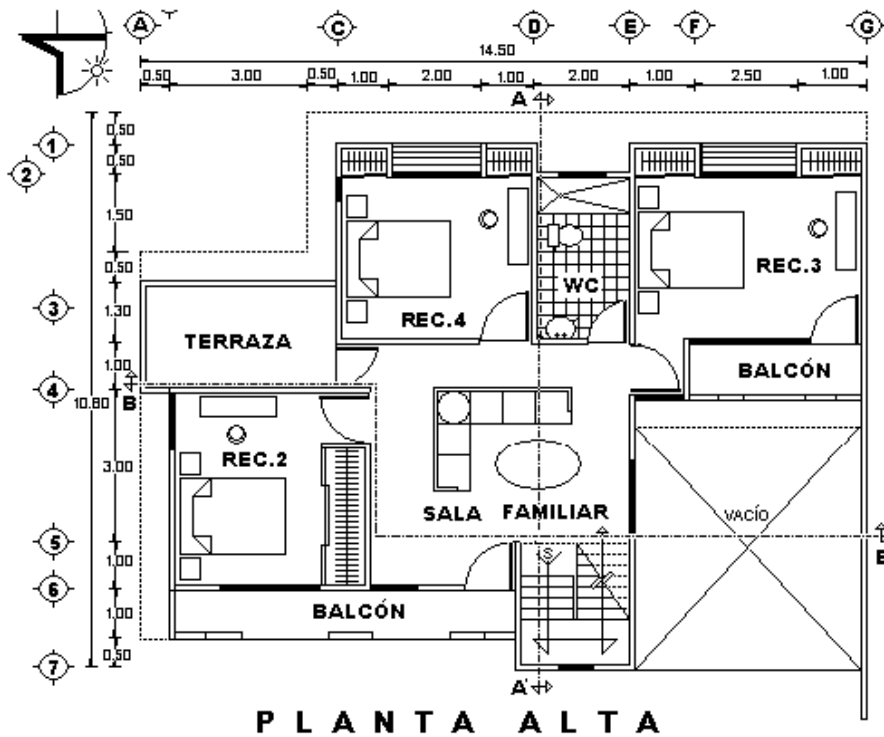 A C D E F G
14.50
0.50 3.00 0.50 1.00 2.00 1.00 2.00 1.00 2.50 1.00
A
1
2
3
4
5
6
7
0.50
0.50
1.50
0.50
1.30
1.00
3.00
1.00
1.00
0.50
10.80
REC.4
WC
REC.3
TERRAZA
BALCÓN
B
REC.2
SALA FAMILIAR
VACÍO
S
B
BALCÓN
A'
PLANTA ALTA